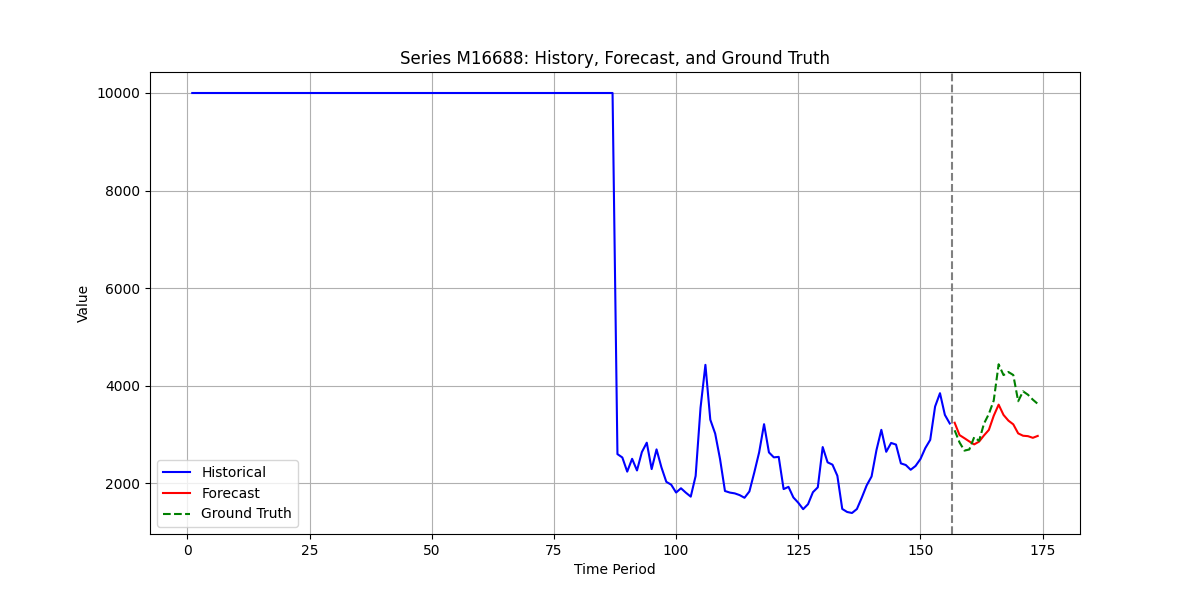 Series M16688: History, Forecast, and Ground Truth
Value
10000
8000
6000
4000
2000
Historical
Forecast
Ground Truth
0 25 50 75 100 125 150 175
Time Period